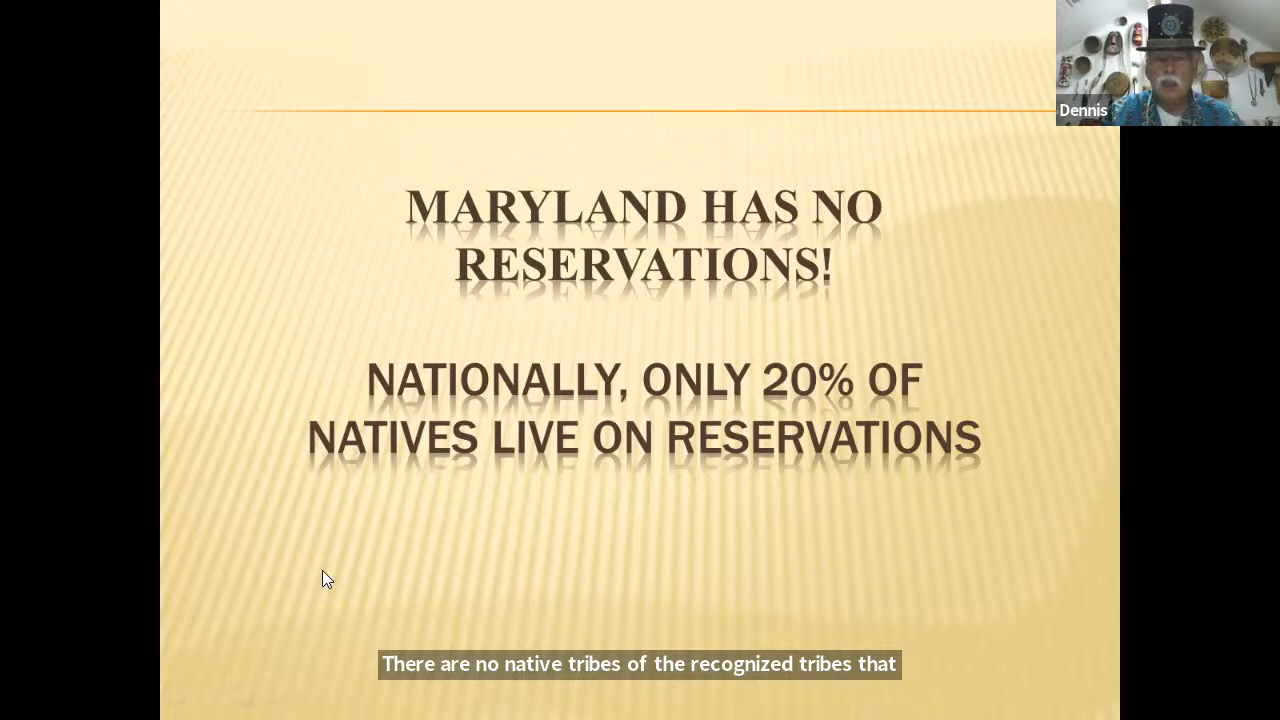 Dennis
MARYLAND HAS NO
RESERVATIONS!
NATIONALLY, ONLY 20% OF
NATIVES LIVE ON RESERVATIONS
There are no native tribes of the recognized tribes that